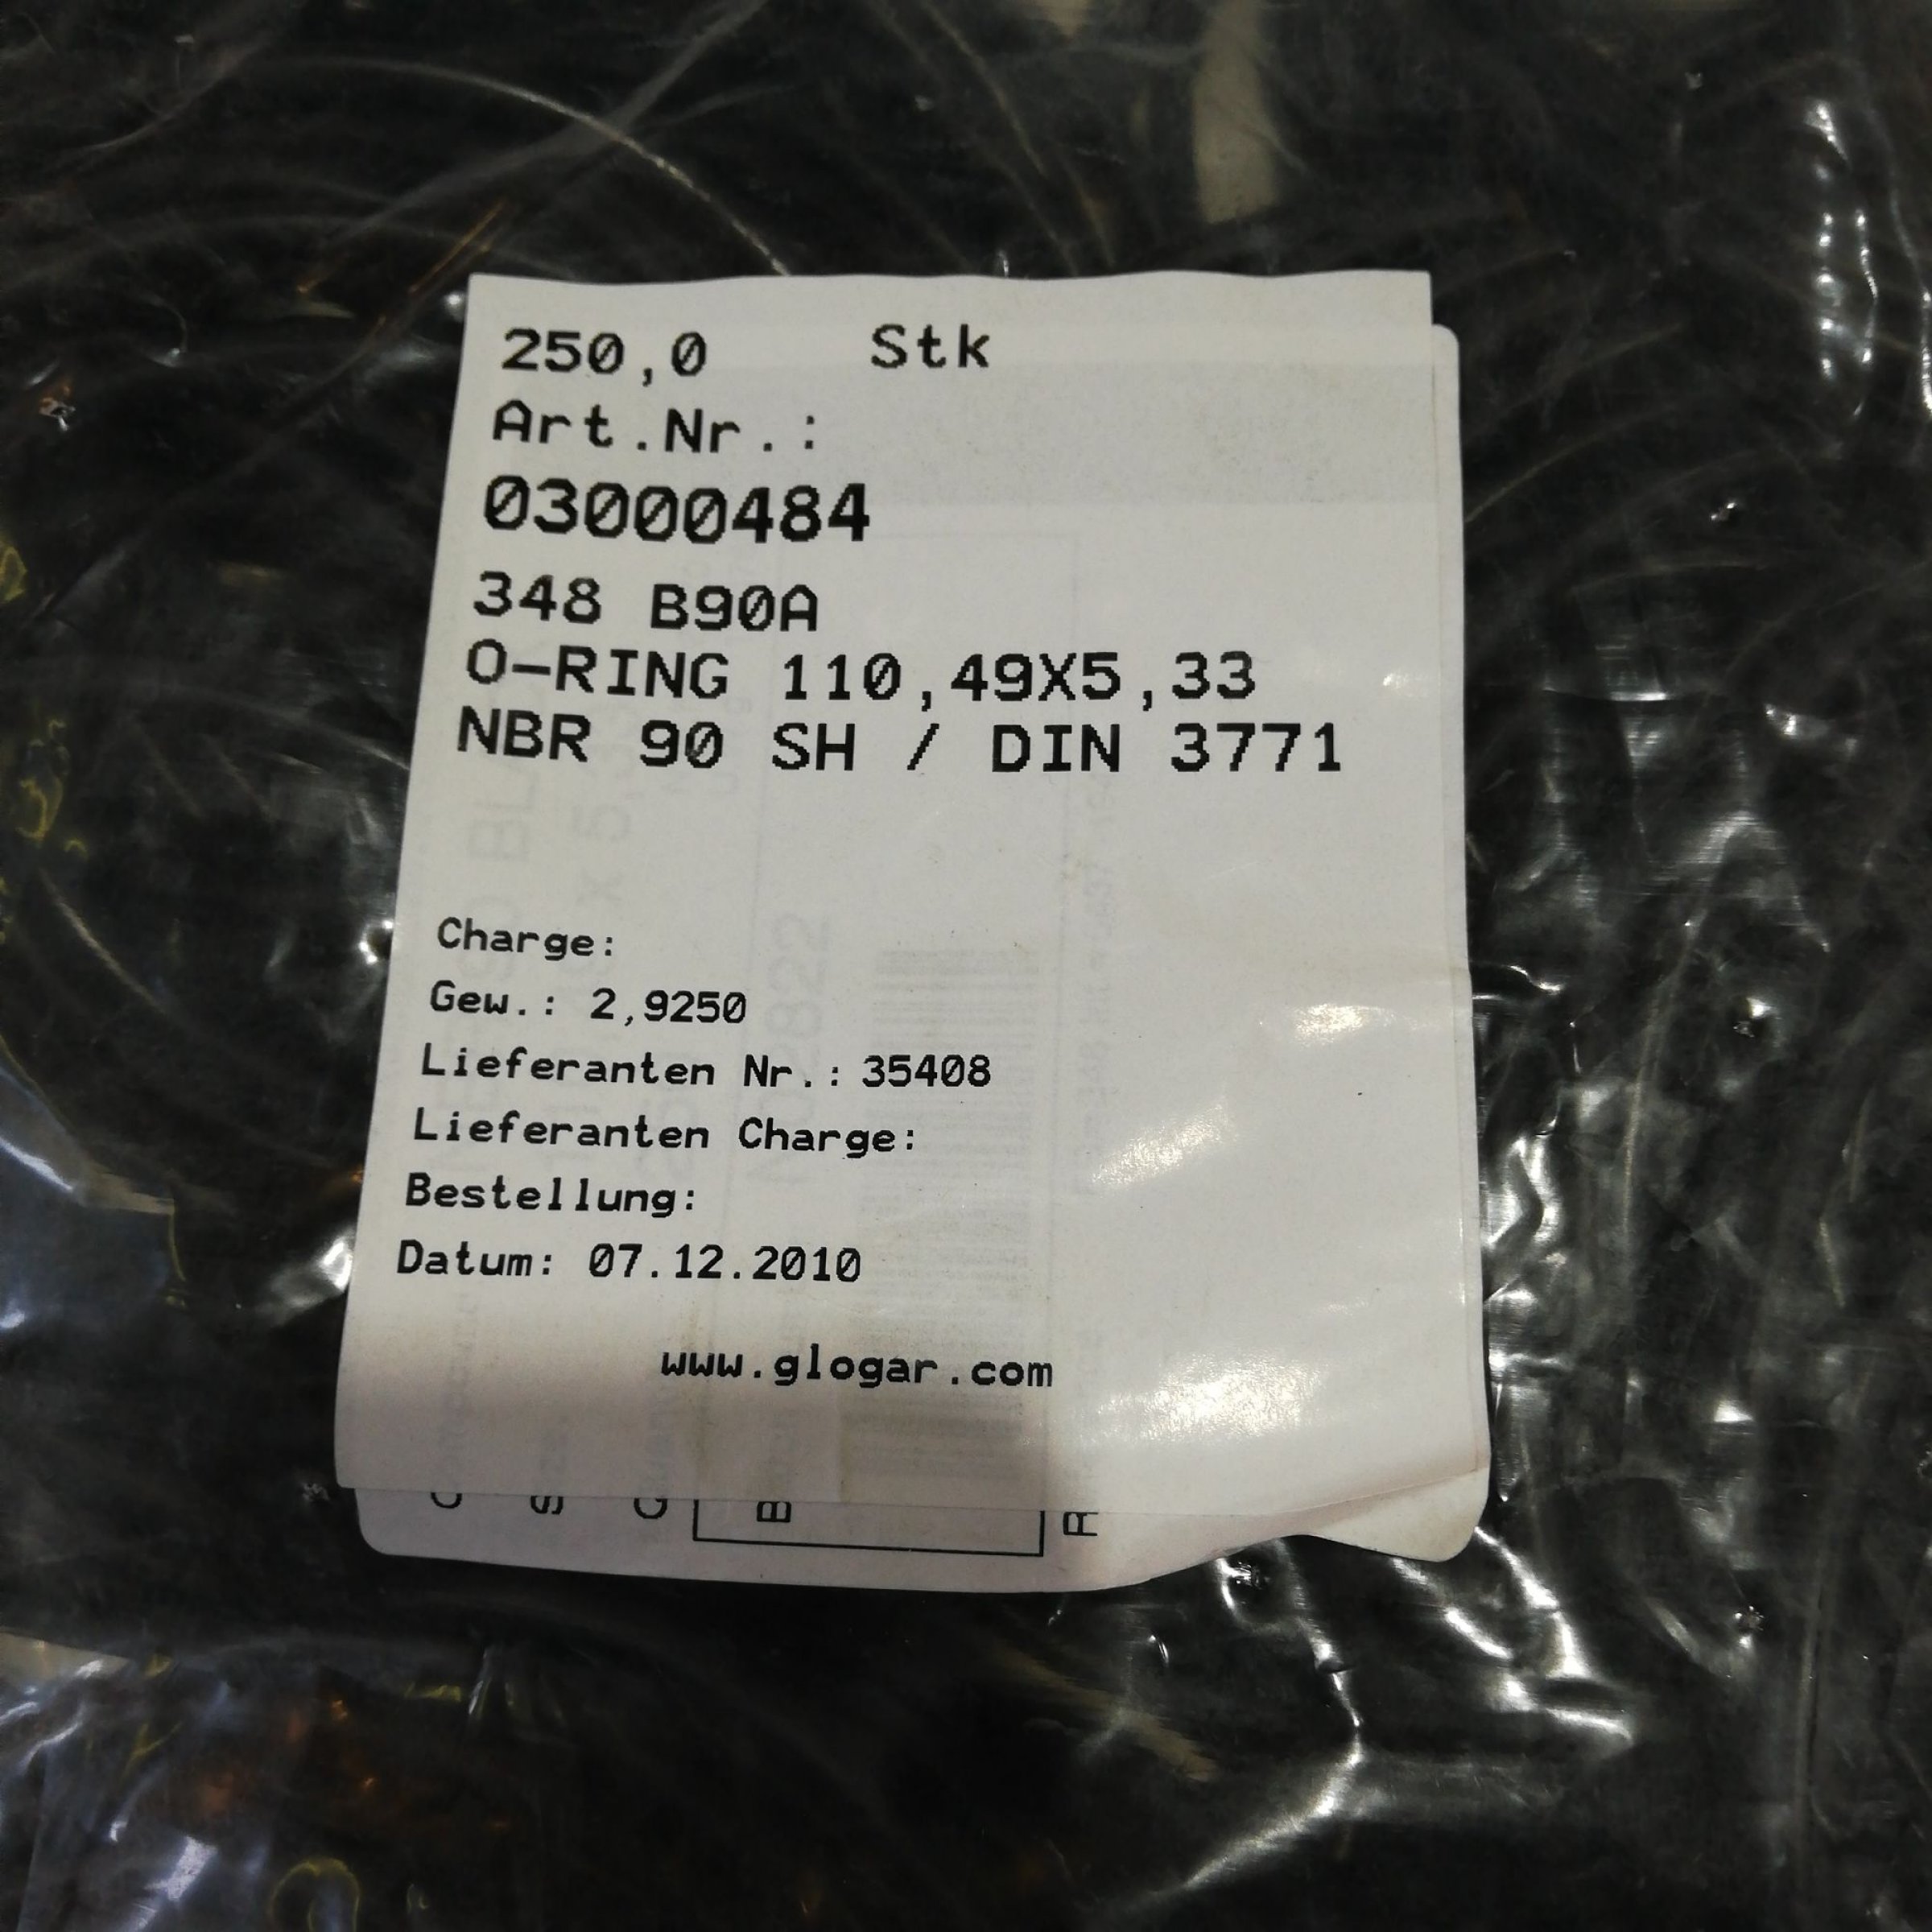 250,0 Stk
Art.Nr.:
03000484
348 B90A
O-RING 110,49X5,33
NBR 90 SH / DIN 3771
Charge:
Gew.: 2,9250
Lieferanten Nr.: 35408
Lieferanten Charge:
Bestellung:
Datum: 07.12.2010
www.glogar.com